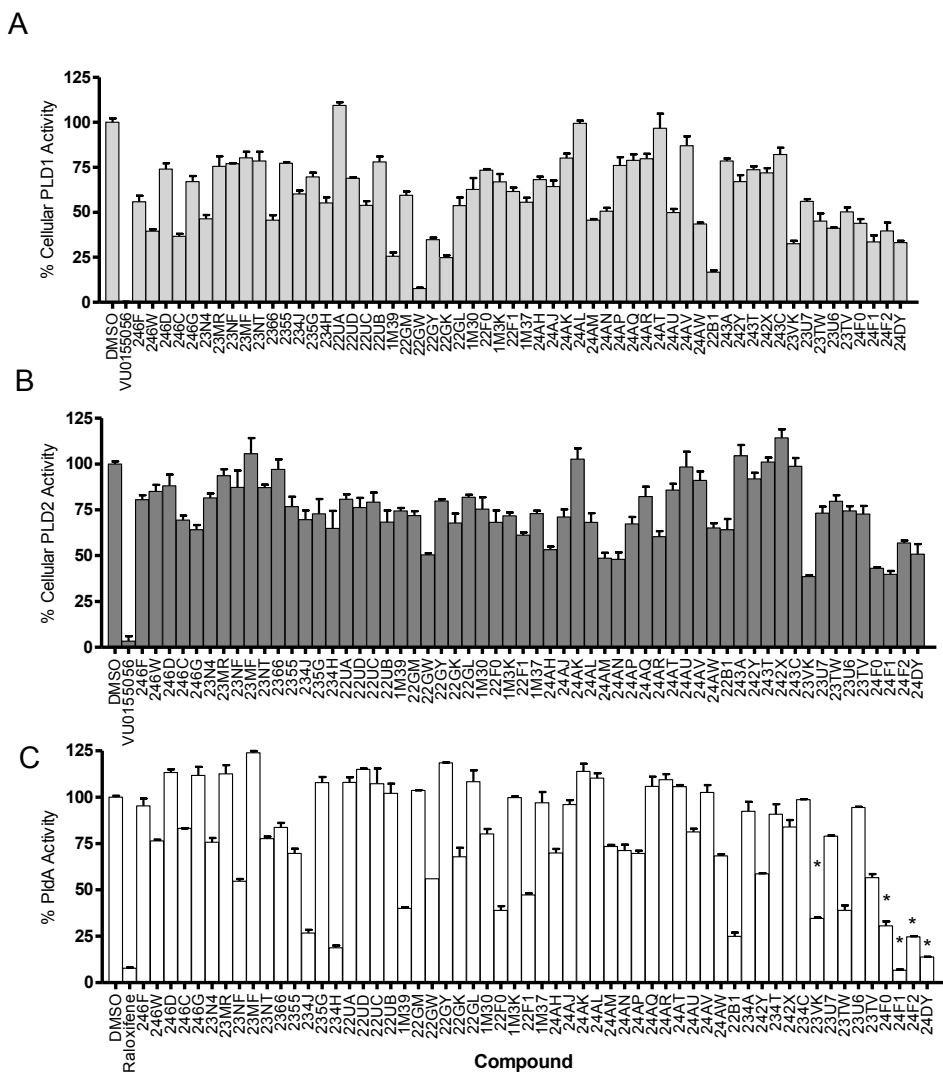 A
% Cellular PLD1 Activity
125
100
75
50
25
0
DMSO VU0155056 246F 246W 246D 246C 246G 23N4 23MR 23NF 23MF 23NT 2366 2355 234J 235G 234H 22UA 22UD 22UC 22UB 1M39 22GM 22GW 22GY 22GK 22GL 1M30 22F0 1M3K 22F1 1M37 24AH 24AJ 24AK 24AL 24AM 24AN 24AP 24AQ 24AR 24AT 24AU 24AV 24AW 22B1 243A 242Y 243T 242X 243C 23VK 23U7 23TW 23U6 23TV 24F0 24F1 24F2 24DY
B
% Cellular PLD2 Activity
125
100
75
50
25
0
DMSO VU0155056 246F 246W 246D 246C 246G 23N4 23MR 23NF 23MF 23NT 2366 2355 234J 235G 234H 22UA 22UD 22UC 22UB 1M39 22GM 22GW 22GY 22GK 22GL 1M30 22F0 22F1 1M3K 1M37 24AH 24AJ 24AK 24AL 24AM 24AN 24AP 24AQ 24AR 24AT 24AU 24AV 24AW 22B1 243A 242Y 243T 242X 243C 23VK 23U7 23TW 23U6 23TV 24F0 24F1 24F2 24DY
C
% PldA Activity
125
100
75
50
25
0
* * * * *
DMSO Raloxifene 246F 246W 246D 246C 246G 23N4 23MR 23NF 23MF 23NT 2366 2355 234J 234H 235G 22UA 22UD 22UC 22UB 1M39 22GM 22GW 22GY 22GK 22GL 1M30 22F0 1M3K 22F1 1M37 24AH 24AJ 24AK 24AL 24AM 24AN 24AP 24AQ 24AR 24AT 24AU 24AV 24AW 22B1 234A 242Y 234T 242X 234C 23VK 23U7 23TW 23U6 23TV 24F0 24F1 24F2 24DY
Compound